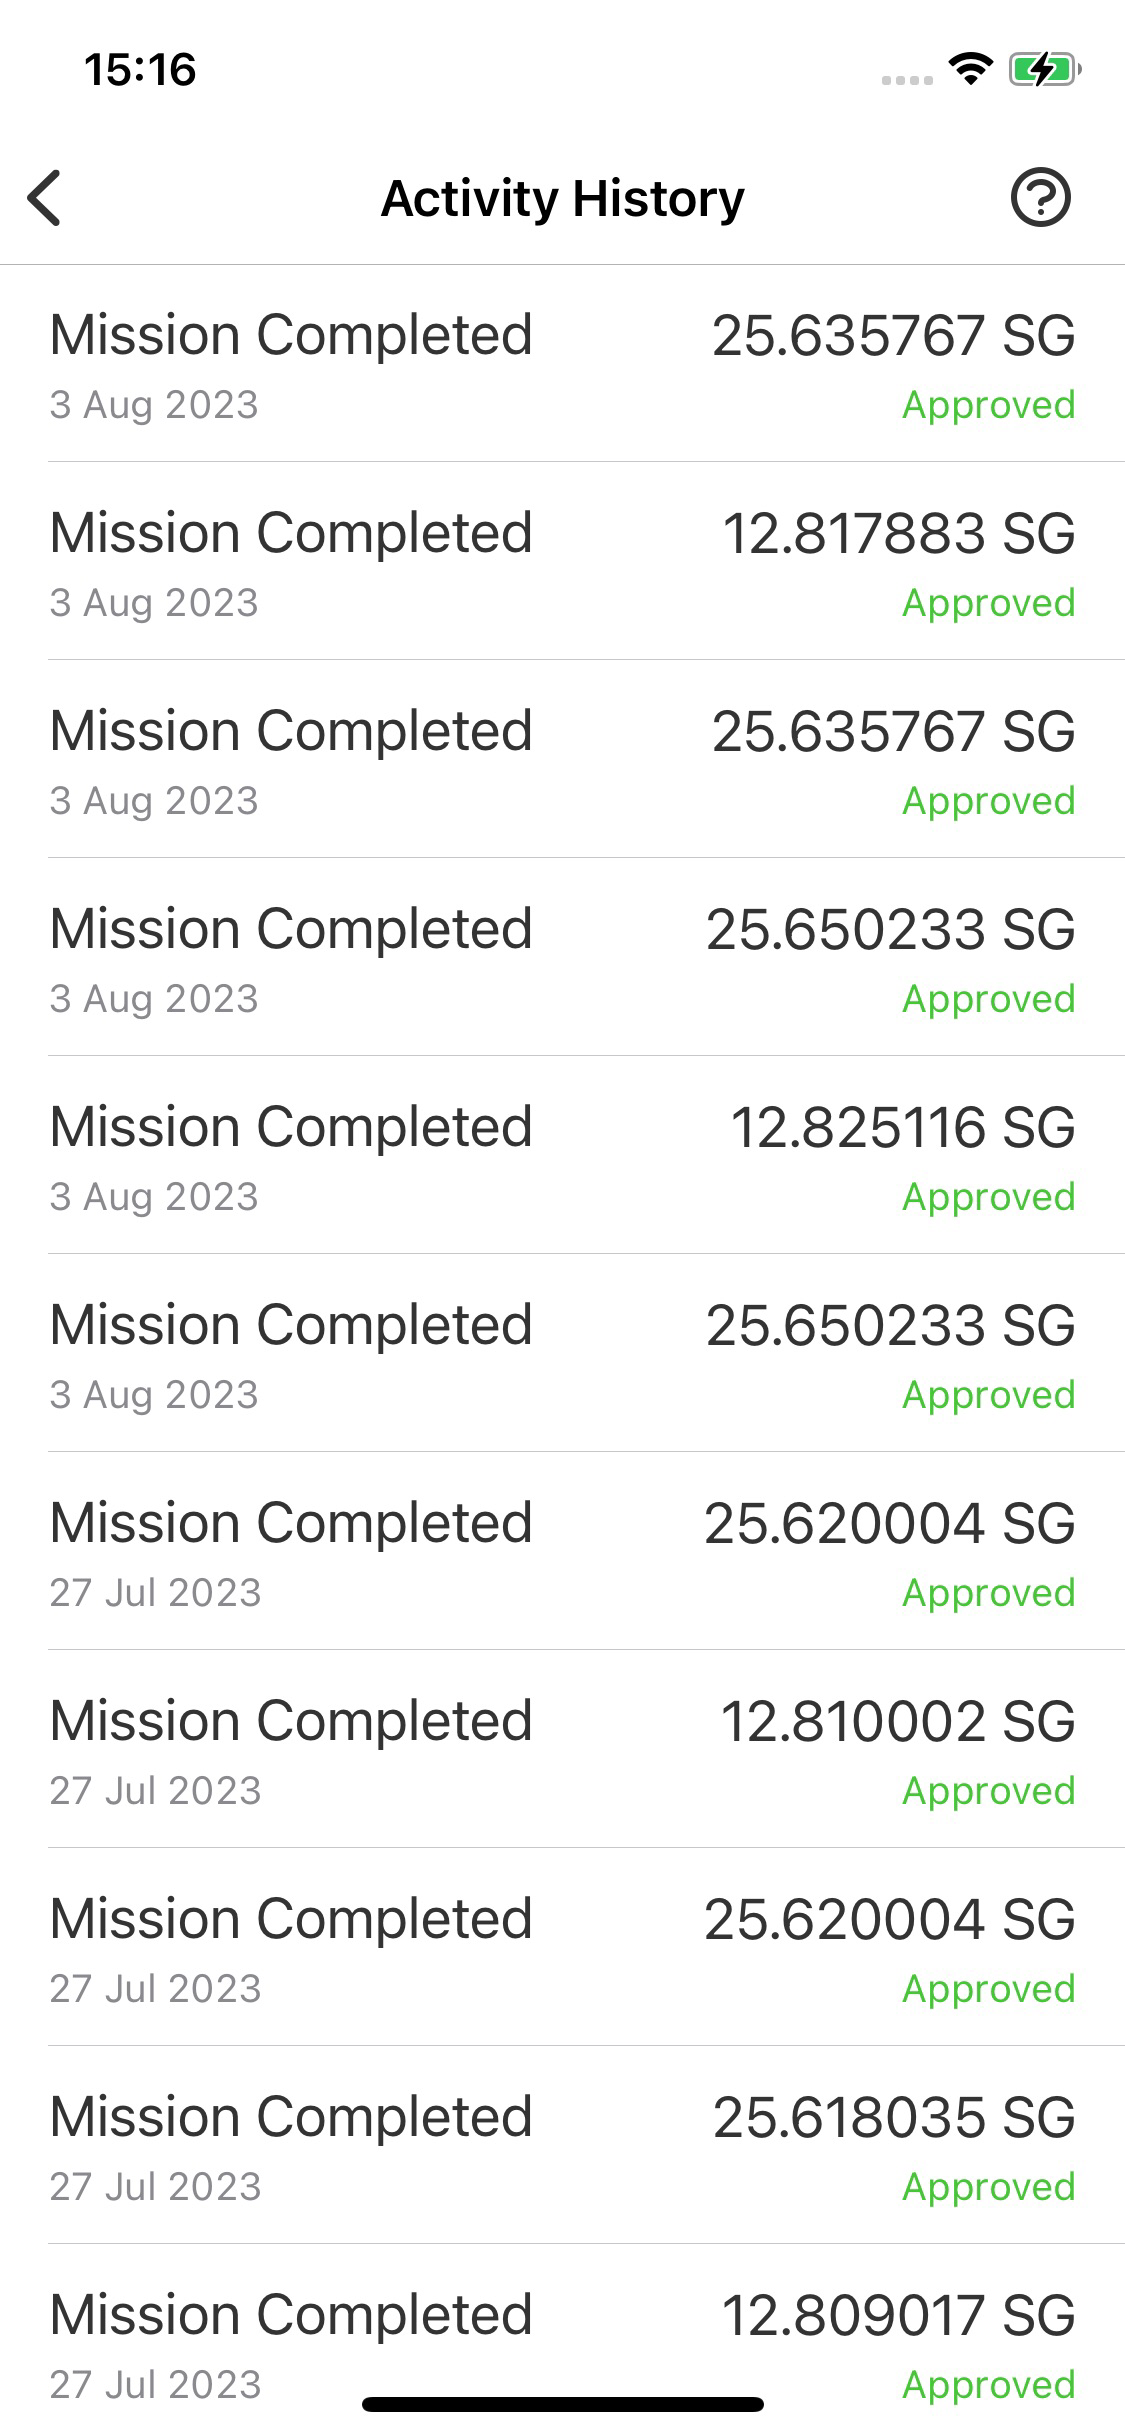 15:16
Activity History
Mission Completed 25.635767 SG
3 Aug 2023 Approved
Mission Completed 12.817883 SG
3 Aug 2023 Approved
Mission Completed 25.635767 SG
3 Aug 2023 Approved
Mission Completed 25.650233 SG
3 Aug 2023 Approved
Mission Completed 12.825116 SG
3 Aug 2023 Approved
Mission Completed 25.650233 SG
3 Aug 2023 Approved
Mission Completed 25.620004 SG
27 Jul 2023 Approved
Mission Completed 12.810002 SG
27 Jul 2023 Approved
Mission Completed 25.620004 SG
27 Jul 2023 Approved
Mission Completed 25.618035 SG
27 Jul 2023 Approved
Mission Completed 12.809017 SG
27 Jul 2023 Approved